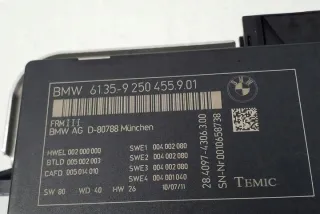 BMW 61.35-9 250 455.9.01
FRM III
BMW AG D-80788 München
HWEL 002 000 000
BTLD 005 002 003
CAFD 005 014 010
SWE1 004 002 080
SWE2 004 002 080
SWE3 004 002 080
SWE4 004 001 040
SW 80 WD 40 HW 26 10/07/11
28.4097-4306.3.00
SN-Nr.0010658738
TEMIC
BMW